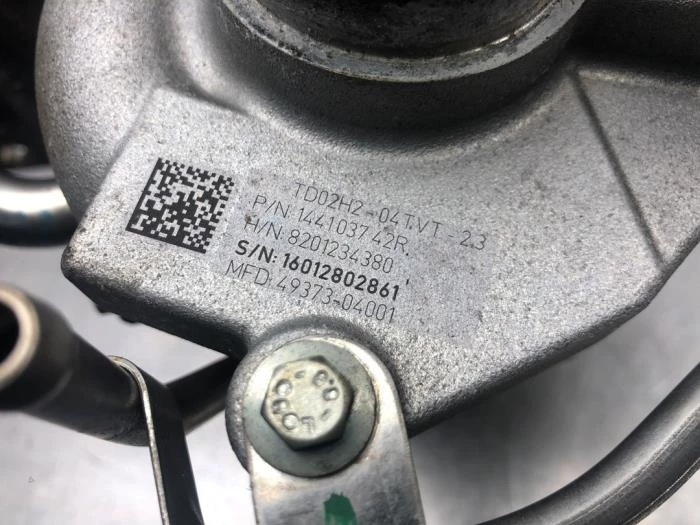 TD02H2-04T.VT - 2.3
P/N: 144103742R.
H/N: 8201234380
S/N: 16012802861
MFD: 49373-04001